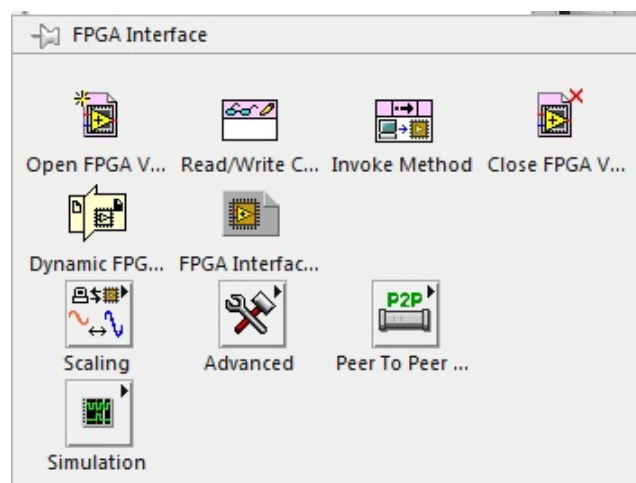 FPGA Interface
Open FPGA V... Read/Write C... Invoke Method Close FPGA V...
Dynamic FPG... FPGA Interfac...
P2P
Scaling Advanced Peer To Peer ...
Simulation